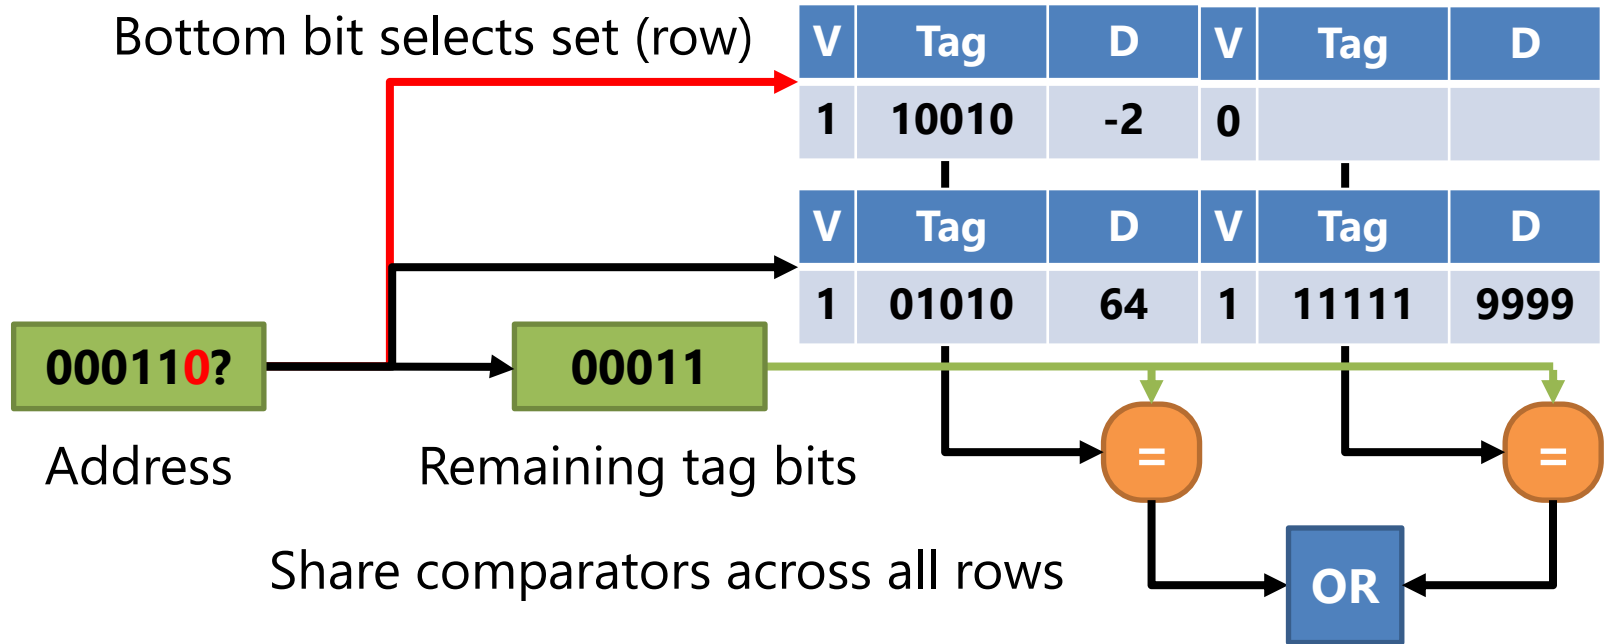 Bottom bit selects set (row)
V Tag D V Tag D
1 10010 -2 0
V Tag D V Tag D
1 01010 64 1 11111 9999
000110? 00011
Address Remaining tag bits = =
Share comparators across all rows OR